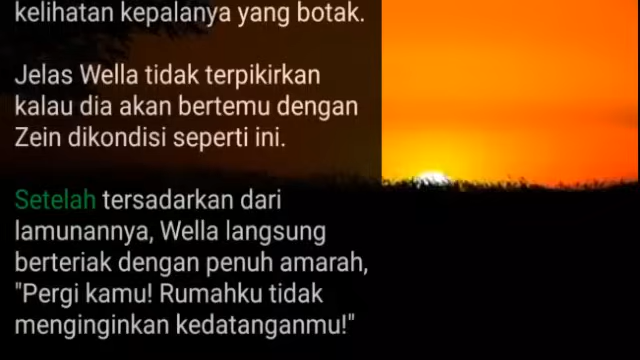 kelihatan kepalanya yang botak.
Jelas Wella tidak terpikirkan
kalau dia akan bertemu dengan
Zein dikondisi seperti ini.
Setelah tersadarkan dari
lamunannya, Wella langsung
berteriak dengan penuh amarah,
"Pergi kamu! Rumahku tidak
menginginkan kedatanganmu!"